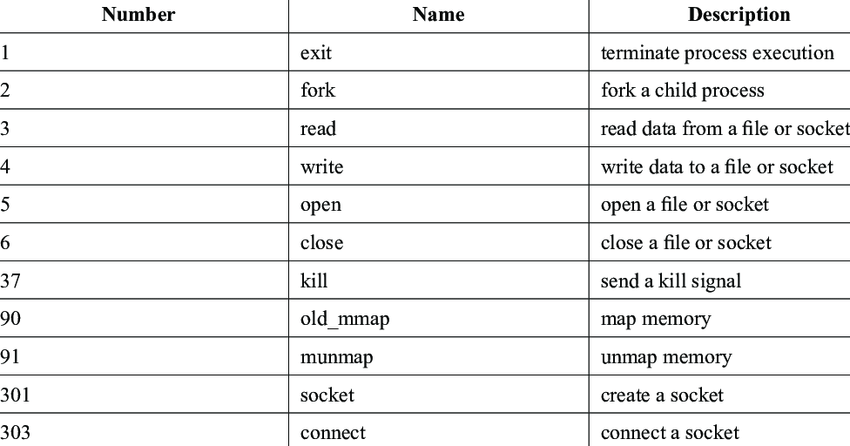 Number Name Description
1 exit terminate process execution
2 fork fork a child process
3 read read data from a file or socket
4 write write data to a file or socket
5 open open a file or socket
6 close close a file or socket
37 kill send a kill signal
90 old_mmap map memory
91 munmap unmap memory
301 socket create a socket
303 connect connect a socket